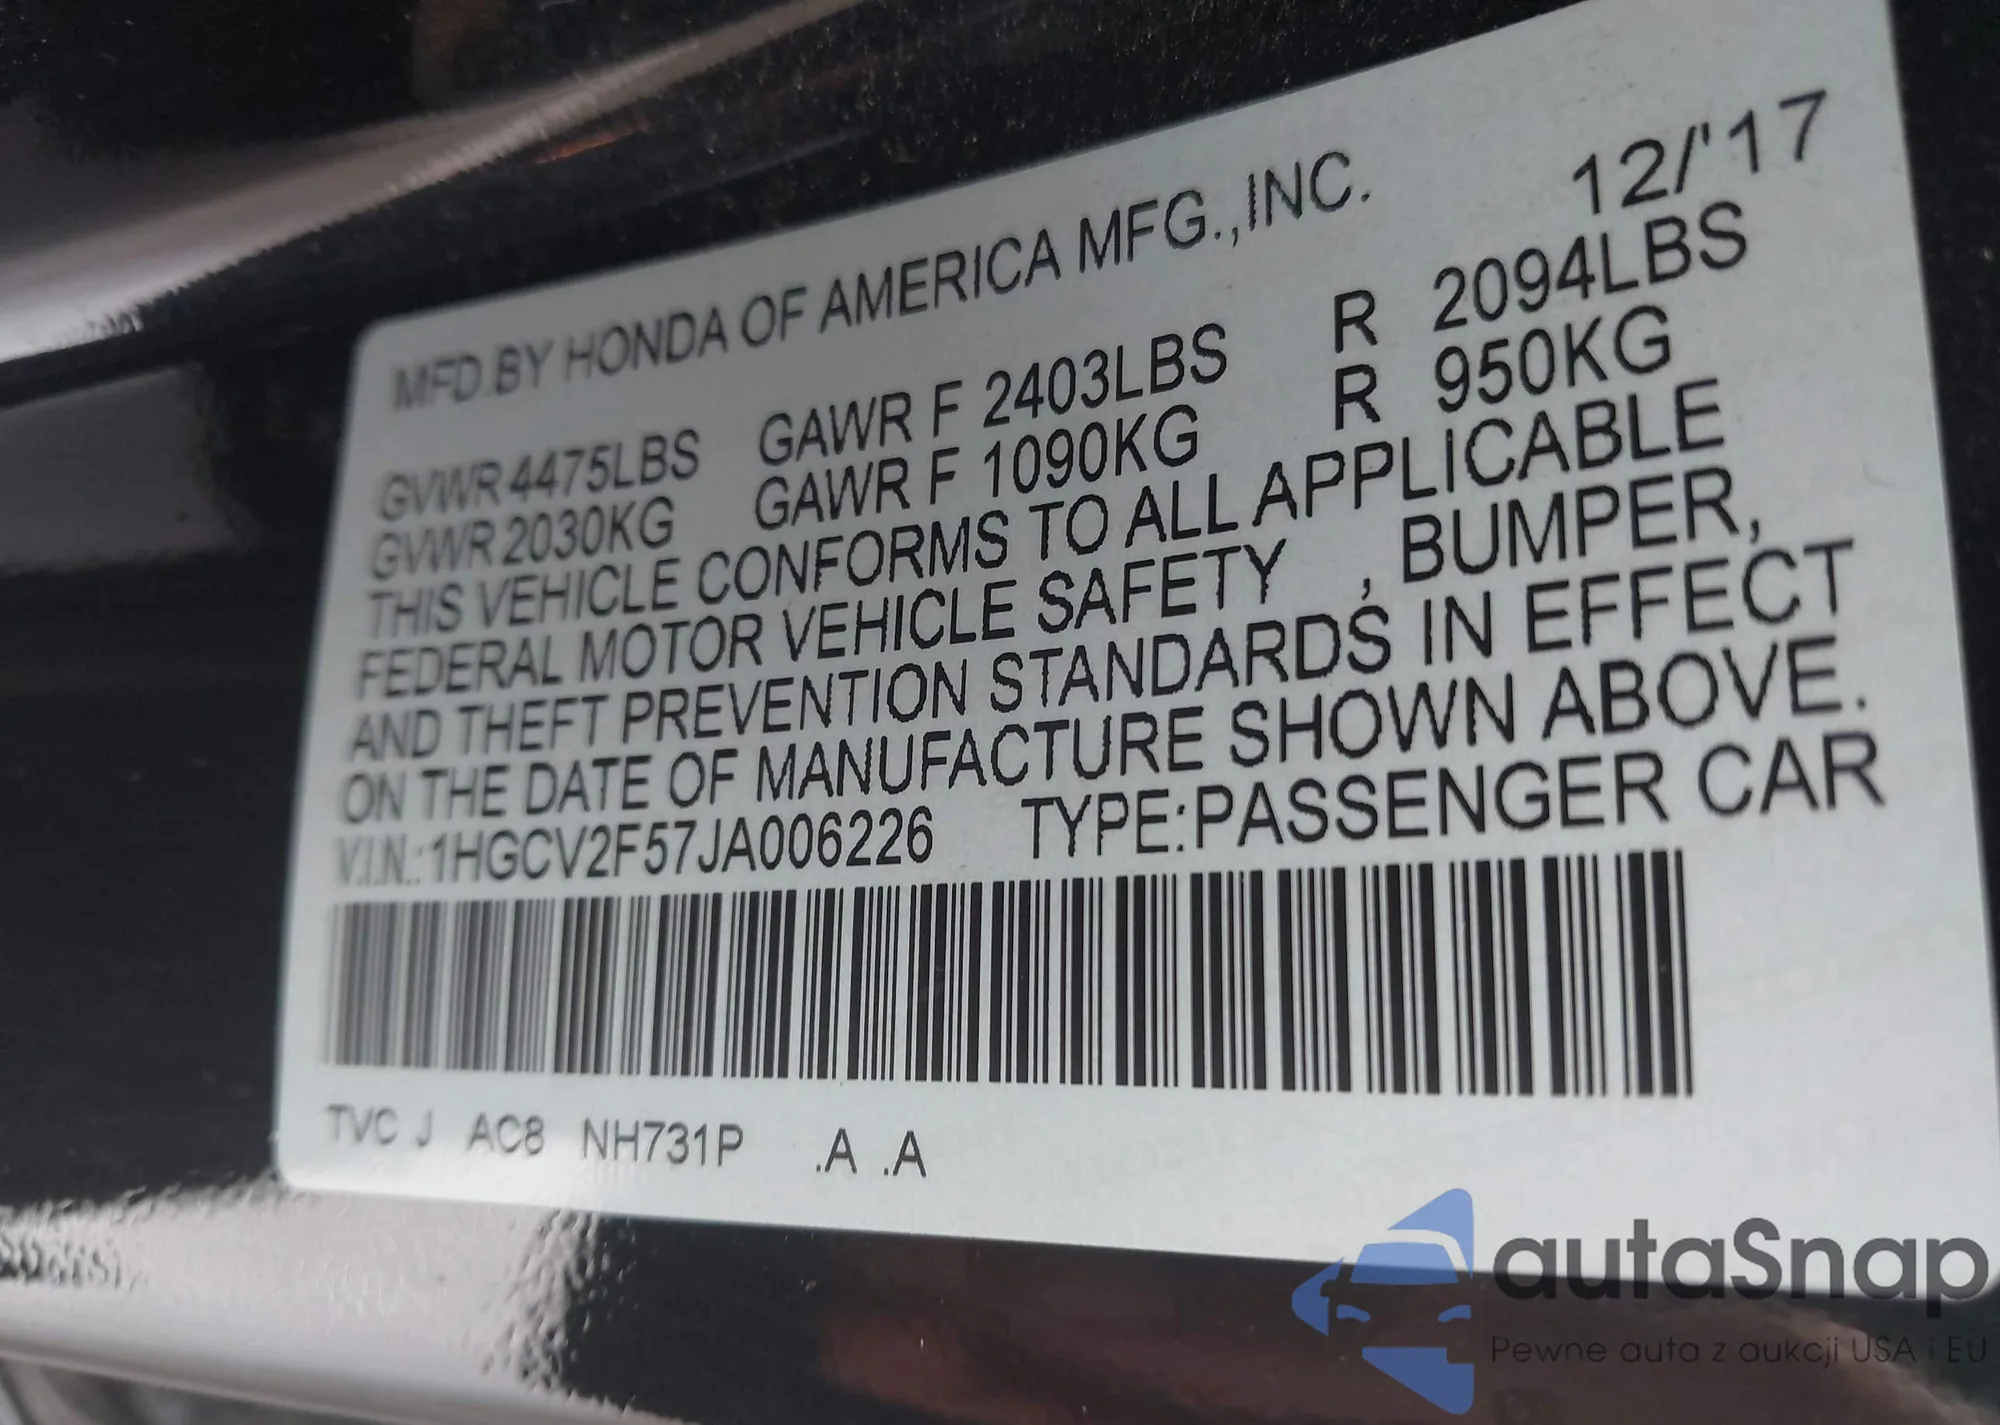 MFD.BY HONDA OF AMERICA MFG.,INC. 12/'17
GVWR 4475LBS GAWR F 2403LBS R 2094LBS
GVWR 2030KG GAWR F 1090KG R 950KG
THIS VEHICLE CONFORMS TO ALL APPLICABLE
FEDERAL MOTOR VEHICLE SAFETY , BUMPER,
AND THEFT PREVENTION STANDARDS IN EFFECT
ON THE DATE OF MANUFACTURE SHOWN ABOVE.
V.I.N.:1HGCV2F57JA006226 TYPE:PASSENGER CAR
TVC J AC8 NH731P .A .A
autaSnap
Pewne auta z aukcji USA i EU